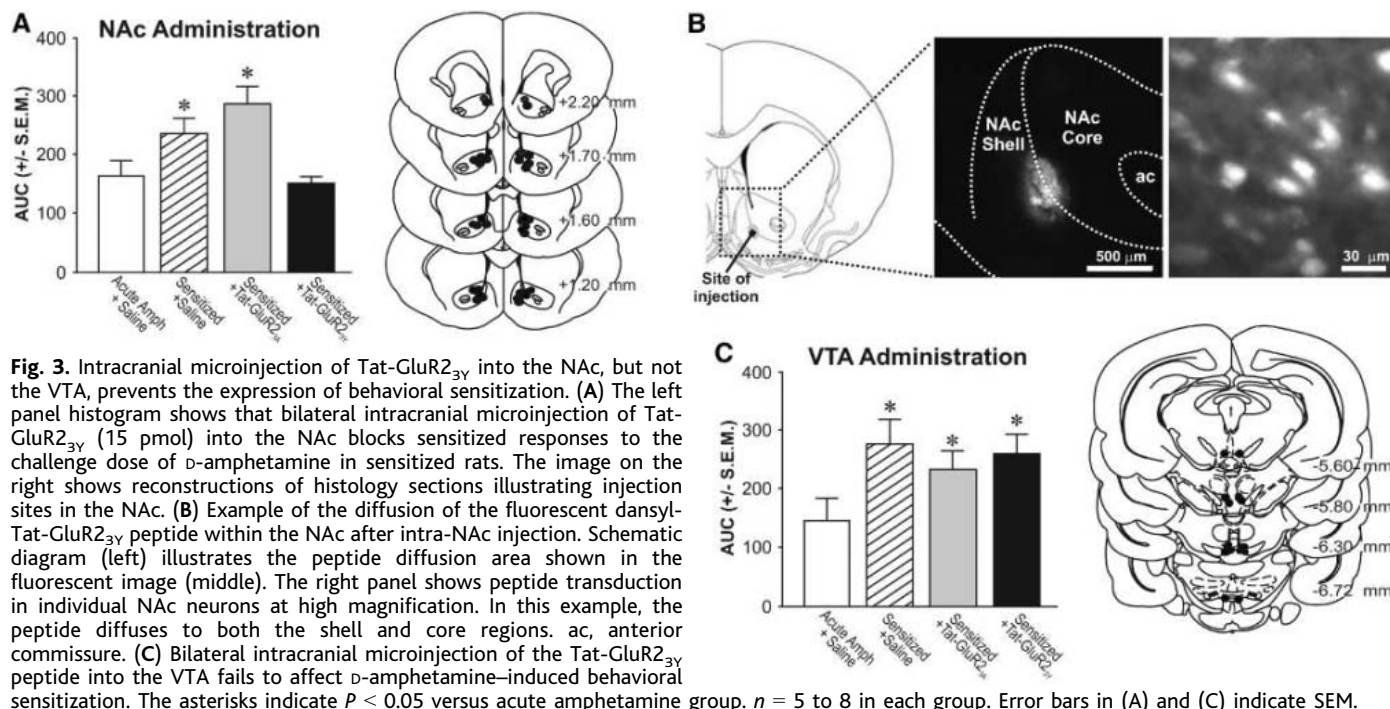 A
NAc Administration
AUC (+/- S.E.M.)
400
300
200
100
0
*
*
Acute Amph
+ Saline
Sensitized
+Saline
Sensitized
+Tat-GluR2₃A
Sensitized
+Tat-GluR2₃Y
+2.20 mm
+1.70 mm
+1.60 mm
+1.20 mm
B
Site of
injection
NAc
Shell
NAc
Core
ac
500 μm
30 μm
Fig. 3. Intracranial microinjection of Tat-GluR2₃Y into the NAc, but not
the VTA, prevents the expression of behavioral sensitization. (A) The left
panel histogram shows that bilateral intracranial microinjection of Tat-
GluR2₃Y (15 pmol) into the NAc blocks sensitized responses to the
challenge dose of D-amphetamine in sensitized rats. The image on the
right shows reconstructions of histology sections illustrating injection
sites in the NAc. (B) Example of the diffusion of the fluorescent dansyl-
Tat-GluR2₃Y peptide within the NAc after intra-NAc injection. Schematic
diagram (left) illustrates the peptide diffusion area shown in the
fluorescent image (middle). The right panel shows peptide transduction
in individual NAc neurons at high magnification. In this example, the
peptide diffuses to both the shell and core regions. ac, anterior
commissure. (C) Bilateral intracranial microinjection of the Tat-GluR2₃Y
peptide into the VTA fails to affect D-amphetamine–induced behavioral
sensitization. The asterisks indicate P < 0.05 versus acute amphetamine group. n = 5 to 8 in each group. Error bars in (A) and (C) indicate SEM.
C
VTA Administration
AUC (+/- S.E.M.)
400
300
200
100
0
*
*
*
Acute Amph
+ Saline
Sensitized
+ Saline
Sensitized
+Tat-GluR2₃A
Sensitized
+Tat-GluR2₃Y
-5.60 mm
-5.80 mm
-6.30 mm
-6.72 mm